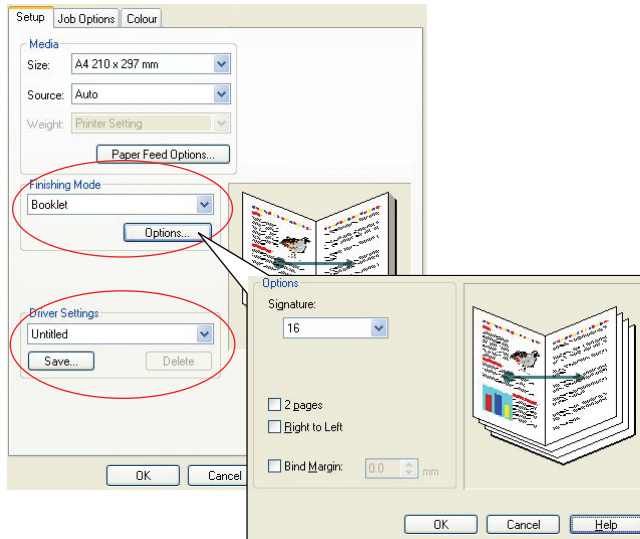 Setup Job Options Colour
Media
Size: A4 210 x 297 mm
Source: Auto
Weight: Printer Setting
Paper Feed Options...
Finishing Mode
Booklet
Options...
Driver Settings
Untitled
Save... Delete
OK Cancel
Options
Signature:
16
2 pages
Right to Left
Bind Margin: 0.0 mm
OK Cancel Help